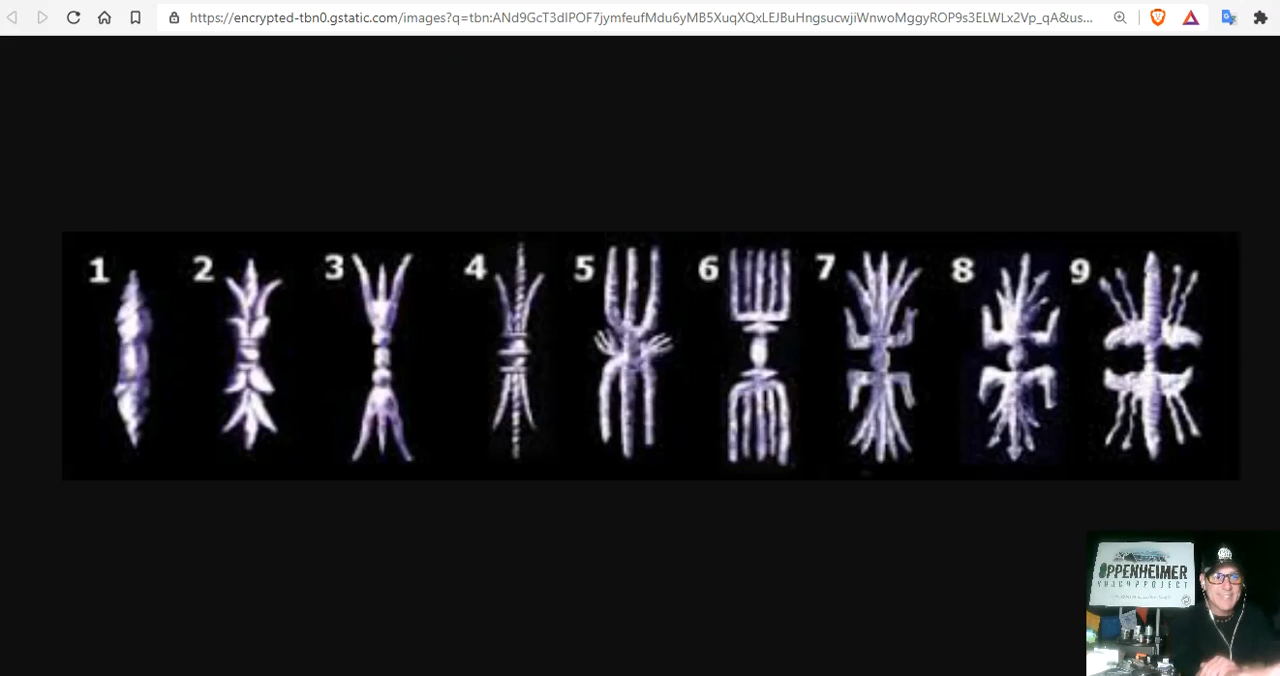 https://encrypted-tbn0.gstatic.com/images?q=tbn:ANd9GcT3dIPOF7jymfeufMdu6yMB5XuqXQxLEJBuHngsucwjiWnwoMggyROP9s3ELWLx2Vp_qA&us...
1 2 3 4 5 6 7 8 9
OPPENHEIMER